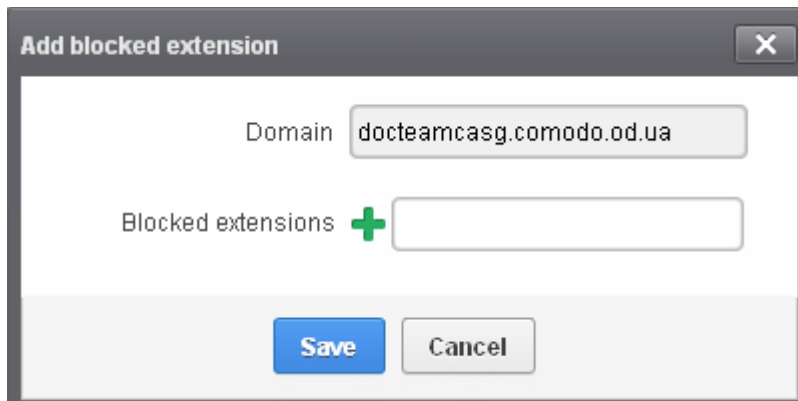 Add blocked extension
Domain docteamcasg.comodo.od.ua
Blocked extensions
Save Cancel